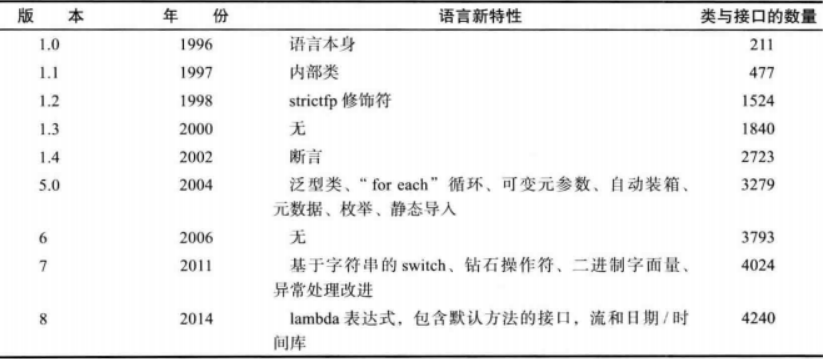 版 本 年 份 语言新特性 类与接口的数量
1.0 1996 语言本身 211
1.1 1997 内部类 477
1.2 1998 strictfp 修饰符 1524
1.3 2000 无 1840
1.4 2002 断言 2723
5.0 2004 泛型类、“for each”循环、可变元参数、自动装箱、 3279
元数据、枚举、静态导入
6 2006 无 3793
7 2011 基于字符串的 switch、钻石操作符、二进制字面量、 4024
异常处理改进
8 2014 lambda 表达式，包含默认方法的接口，流和日期 / 时 4240
间库